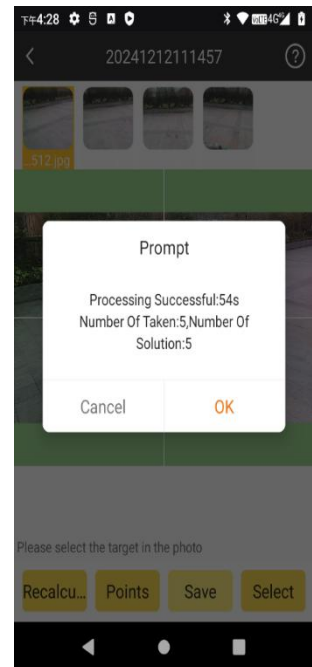 下午4:28
4G
20241212111457
...512 jpg
Prompt
Processing Successful:54s
Number Of Taken:5,Number Of
Solution:5
Cancel
OK
Please select the target in the photo
Recalcu...
Points
Save
Select